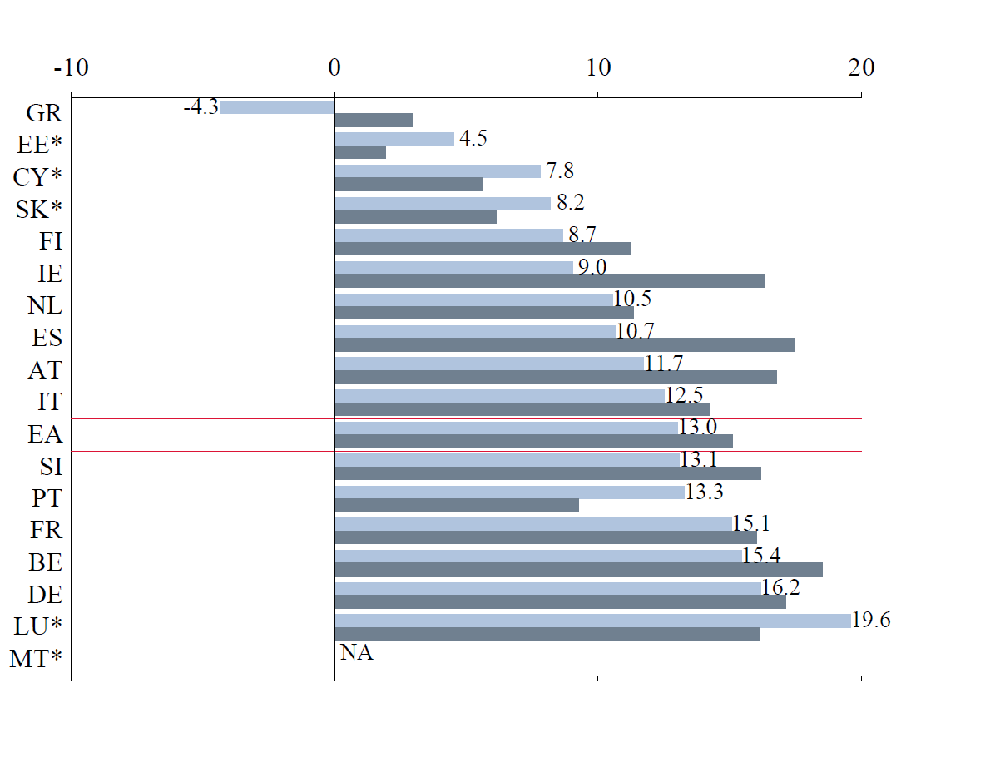 -10 0 10 20
GR -4.3
EE* 4.5
CY* 7.8
SK* 8.2
FI 8.7
IE 9.0
NL 10.5
ES 10.7
AT 11.7
IT 12.5
EA 13.0
SI 13.1
PT 13.3
FR 15.1
BE 15.4
DE 16.2
LU* 19.6
MT* NA